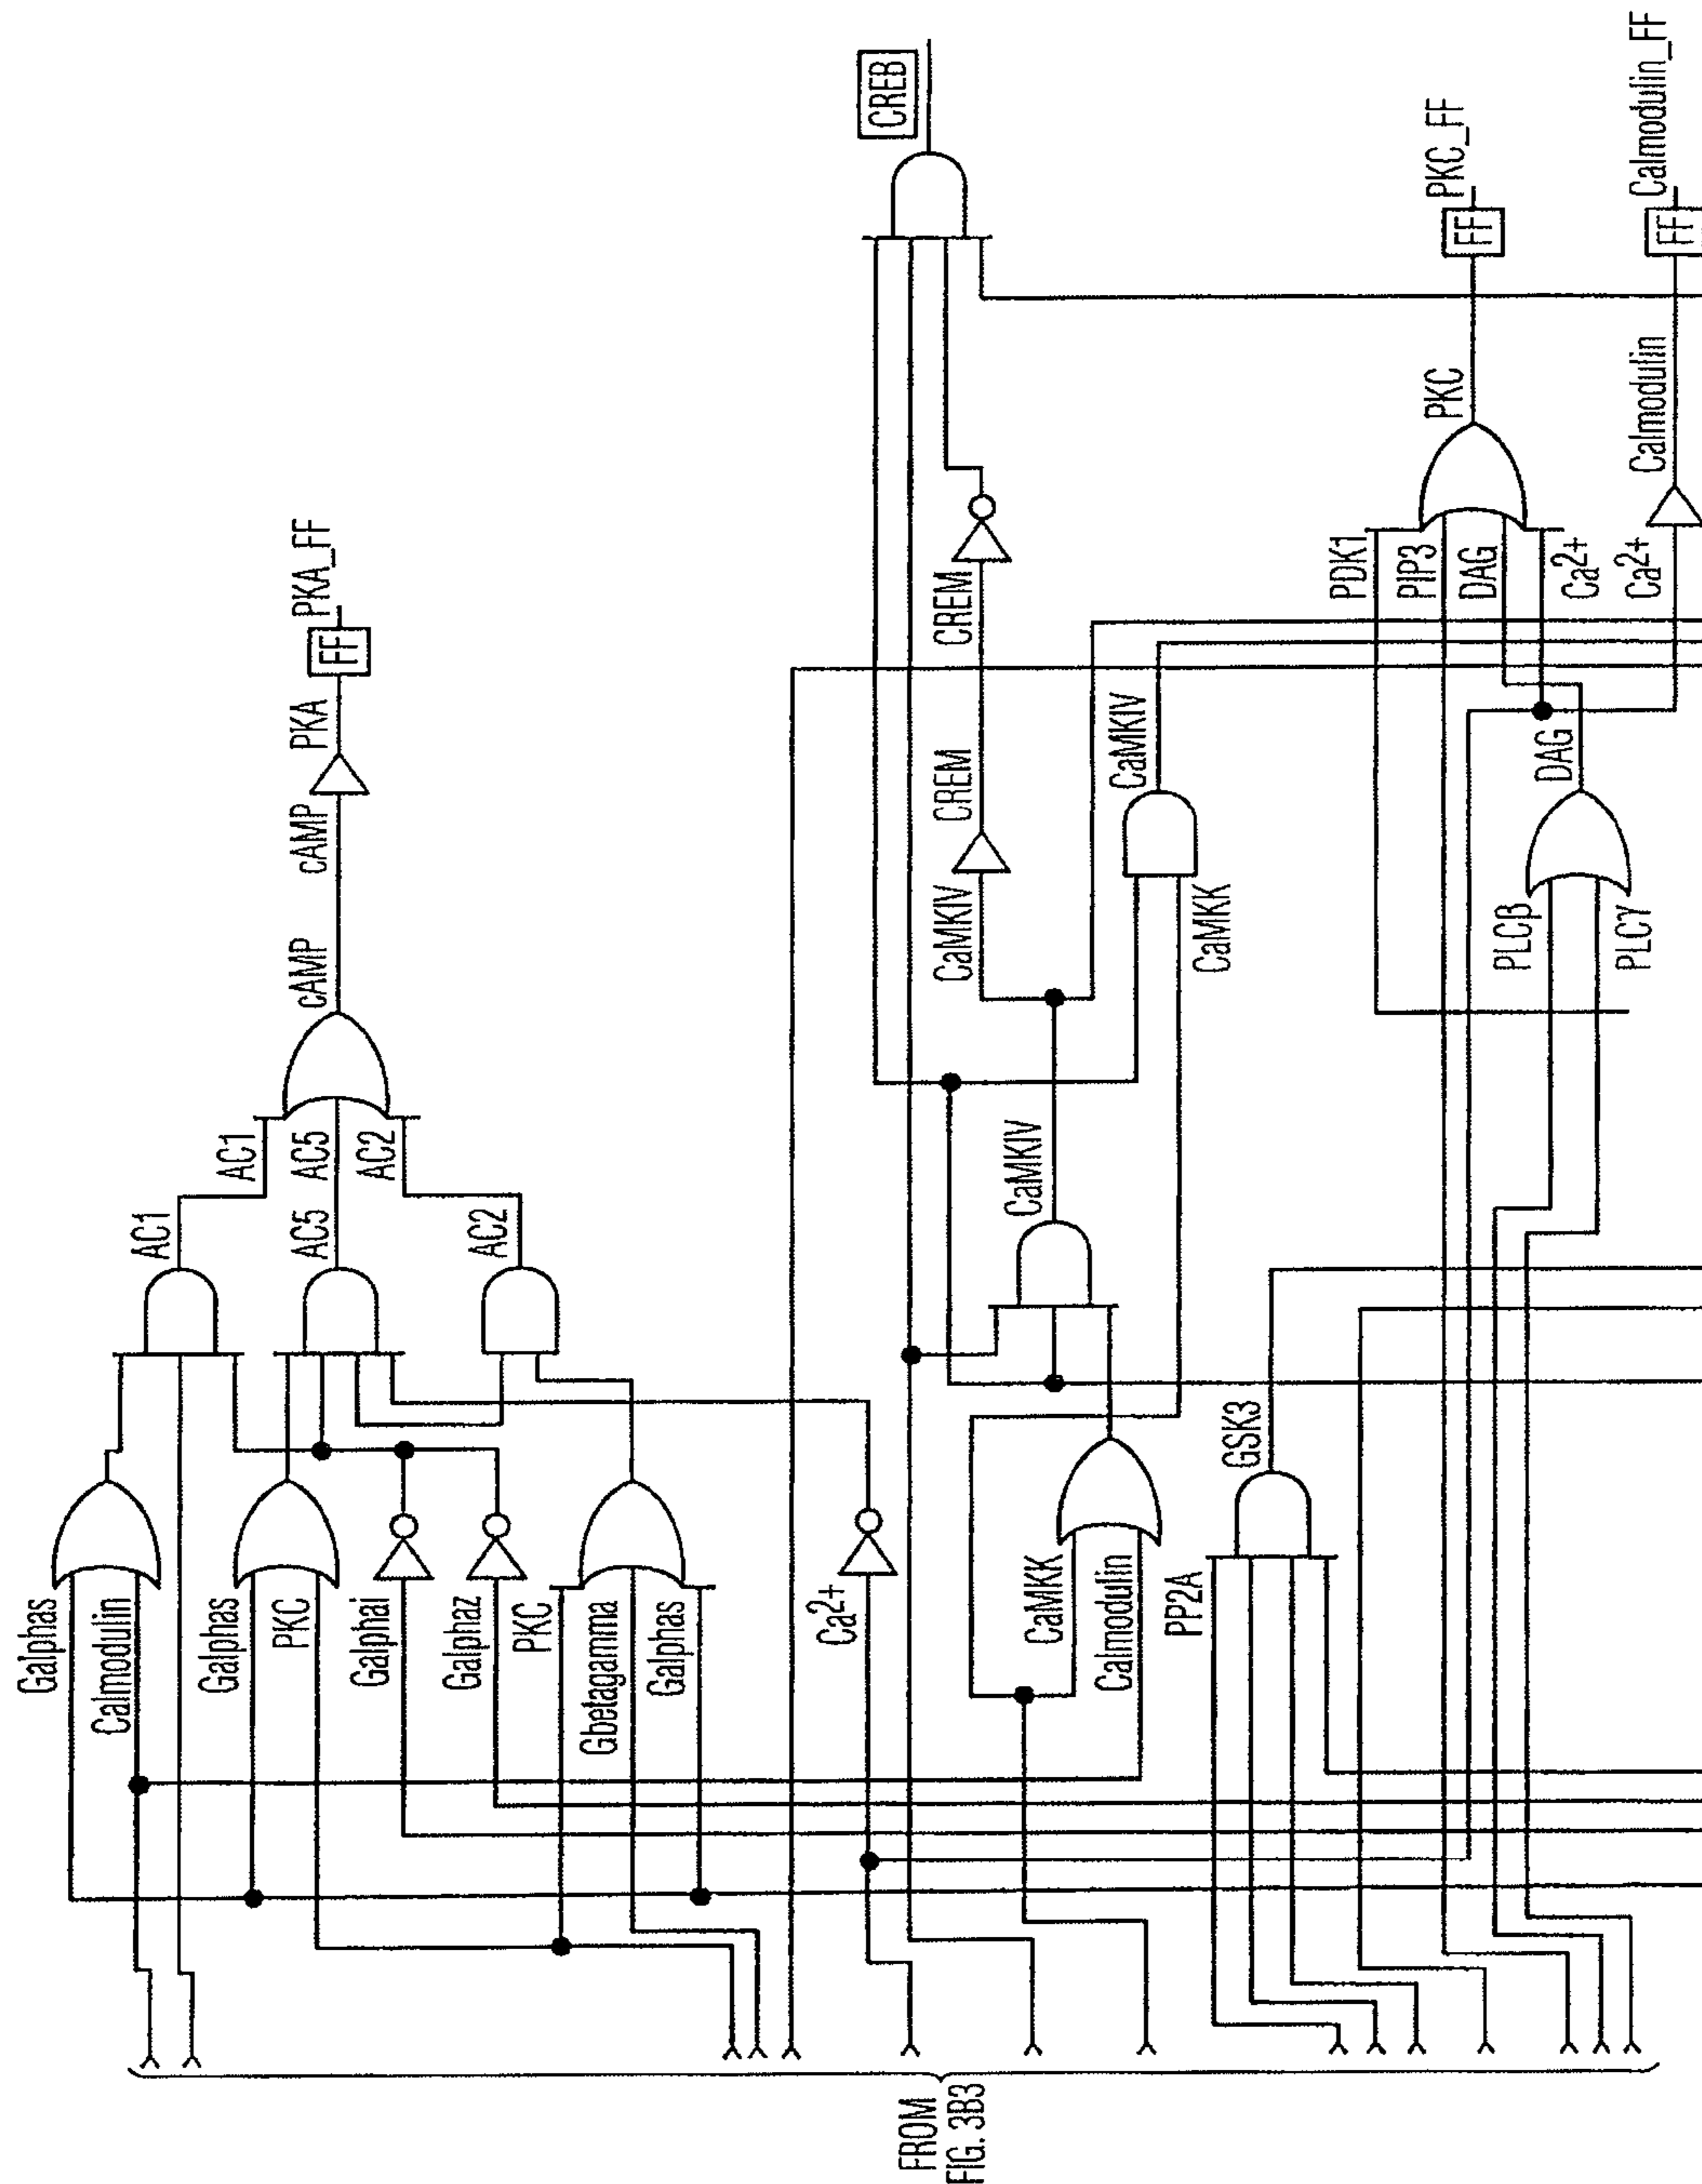 Galphas
Calmodulin
Galphas
PKC
Galphai
Galphaz
PKC
Gbetagamma
Galphas
AC1
AC5
AC2
AC1
AC5
AC2
cAMP
cAMP
PKA
FF
PKA_FF
Ca2+
CaMKK
Calmodulin
CaMKIV
CaMKIV
CREM
CREM
CaMKK
CaMKIV
CREB
PP2A
GSK3
PLCβ
PLCγ
DAG
PDK1
PIP3
DAG
Ca2+
PKC
FF
PKC_FF
Ca2+
Calmodulin
FF
Calmodulin_FF
FROM
FIG. 3B3